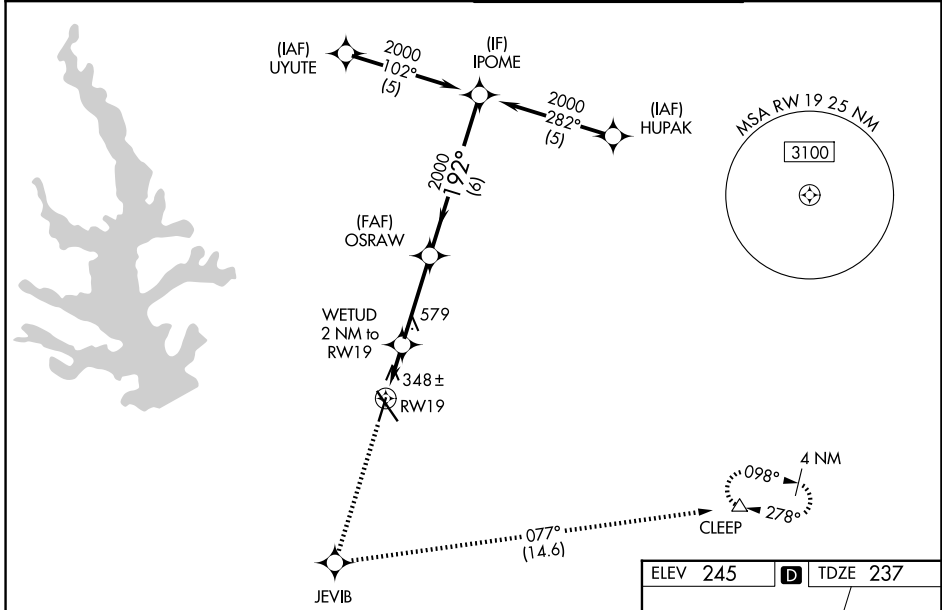 (IAF)
UYUTE
2000
102°
(5)
(IF)
IPOME
2000
282°
(5)
(IAF)
HUPAK
MSA RW 19 25 NM
3100
2000
192°
(6)
(FAF)
OSRAW
WETUD
2 NM to
RW19
579
348±
RW19
4 NM
098°
278°
CLEEP
077°
(14.6)
JEVIB
ELEV 245 D TDZE 237